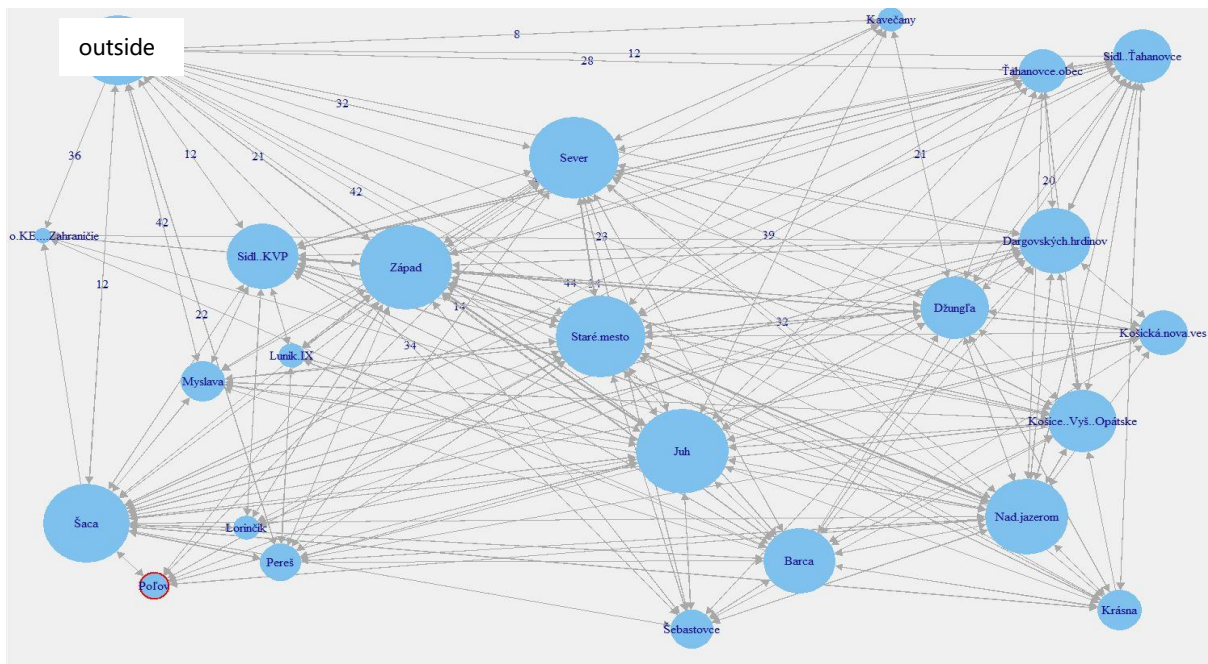 outside
8
Kavečany
12
28
Ťahanovce.obec
Sidl..Ťahanovce
32
36
12
21
Sever
21
42
20
42
o.KE....Zahraničie
Sidl..KVP
Západ
23
39
Dargovských.hrdinov
12
44
14
22
34
Staré.mesto
32
Džungľa
Košická.nova.ves
Lunik.IX
Myslava
Košice..Vyš..Opátske
Juh
Šaca
Lorinčik
Nad.jazerom
Pereš
Barca
Poľov
Krásna
Šebastovce